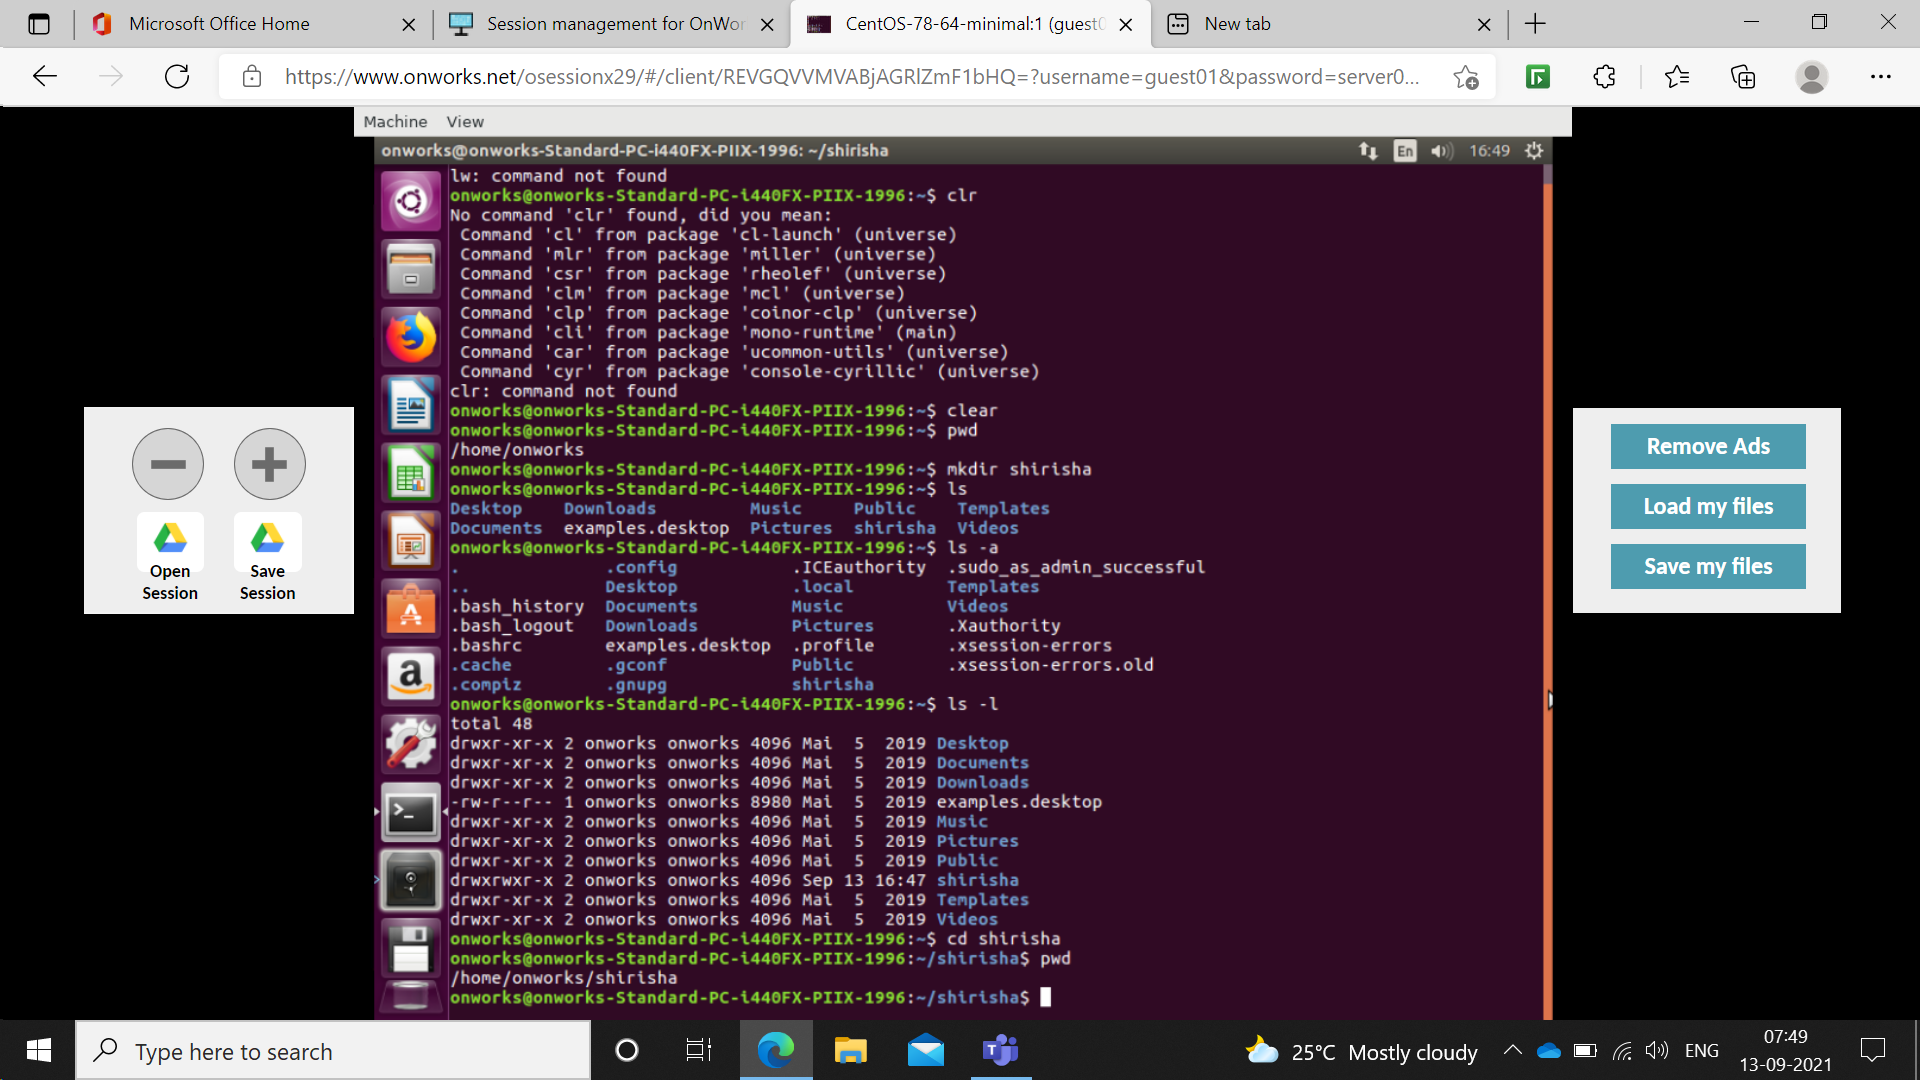 Microsoft Office Home
Session management for OnWor
CentOS-78-64-minimal:1 (guest0
New tab
https://www.onworks.net/osessionx29/#/client/REVGQVVMVABjAGRlZmF1bHQ=?username=guest01&password=server0...
Machine View
onworks@onworks-Standard-PC-i440FX-PIIX-1996: ~/shirisha
En
16:49
lw: command not found
onworks@onworks-Standard-PC-i440FX-PIIX-1996:~$ clr
No command 'clr' found, did you mean:
Command 'cl' from package 'cl-launch' (universe)
Command 'mlr' from package 'miller' (universe)
Command 'csr' from package 'rheolef' (universe)
Command 'clm' from package 'mcl' (universe)
Command 'clp' from package 'coinor-clp' (universe)
Command 'cli' from package 'mono-runtime' (main)
Command 'car' from package 'ucommon-utils' (universe)
Command 'cyr' from package 'console-cyrillic' (universe)
clr: command not found
onworks@onworks-Standard-PC-i440FX-PIIX-1996:~$ clear
onworks@onworks-Standard-PC-i440FX-PIIX-1996:~$ pwd
/home/onworks
onworks@onworks-Standard-PC-i440FX-PIIX-1996:~$ mkdir shirisha
onworks@onworks-Standard-PC-i440FX-PIIX-1996:~$ ls
Desktop Downloads Music Public Templates
Documents examples.desktop Pictures shirisha Videos
onworks@onworks-Standard-PC-i440FX-PIIX-1996:~$ ls -a
. .config .ICEauthority .sudo_as_admin_successful
.. Desktop .local Templates
.bash_history Documents Music Videos
.bash_logout Downloads Pictures .Xauthority
.bashrc examples.desktop .profile .xsession-errors
.cache .gconf Public .xsession-errors.old
.compiz .gnupg shirisha
onworks@onworks-Standard-PC-i440FX-PIIX-1996:~$ ls -l
total 48
drwxr-xr-x 2 onworks onworks 4096 Mai 5 2019 Desktop
drwxr-xr-x 2 onworks onworks 4096 Mai 5 2019 Documents
drwxr-xr-x 2 onworks onworks 4096 Mai 5 2019 Downloads
-rw-r--r-- 1 onworks onworks 8980 Mai 5 2019 examples.desktop
drwxr-xr-x 2 onworks onworks 4096 Mai 5 2019 Music
drwxr-xr-x 2 onworks onworks 4096 Mai 5 2019 Pictures
drwxr-xr-x 2 onworks onworks 4096 Mai 5 2019 Public
drwxrwxr-x 2 onworks onworks 4096 Sep 13 16:47 shirisha
drwxr-xr-x 2 onworks onworks 4096 Mai 5 2019 Templates
drwxr-xr-x 2 onworks onworks 4096 Mai 5 2019 Videos
onworks@onworks-Standard-PC-i440FX-PIIX-1996:~$ cd shirisha
onworks@onworks-Standard-PC-i440FX-PIIX-1996:~/shirisha$ pwd
/home/onworks/shirisha
onworks@onworks-Standard-PC-i440FX-PIIX-1996:~/shirisha$
Open Session
Save Session
Remove Ads
Load my files
Save my files
Type here to search
25°C Mostly cloudy
ENG
07:49
13-09-2021